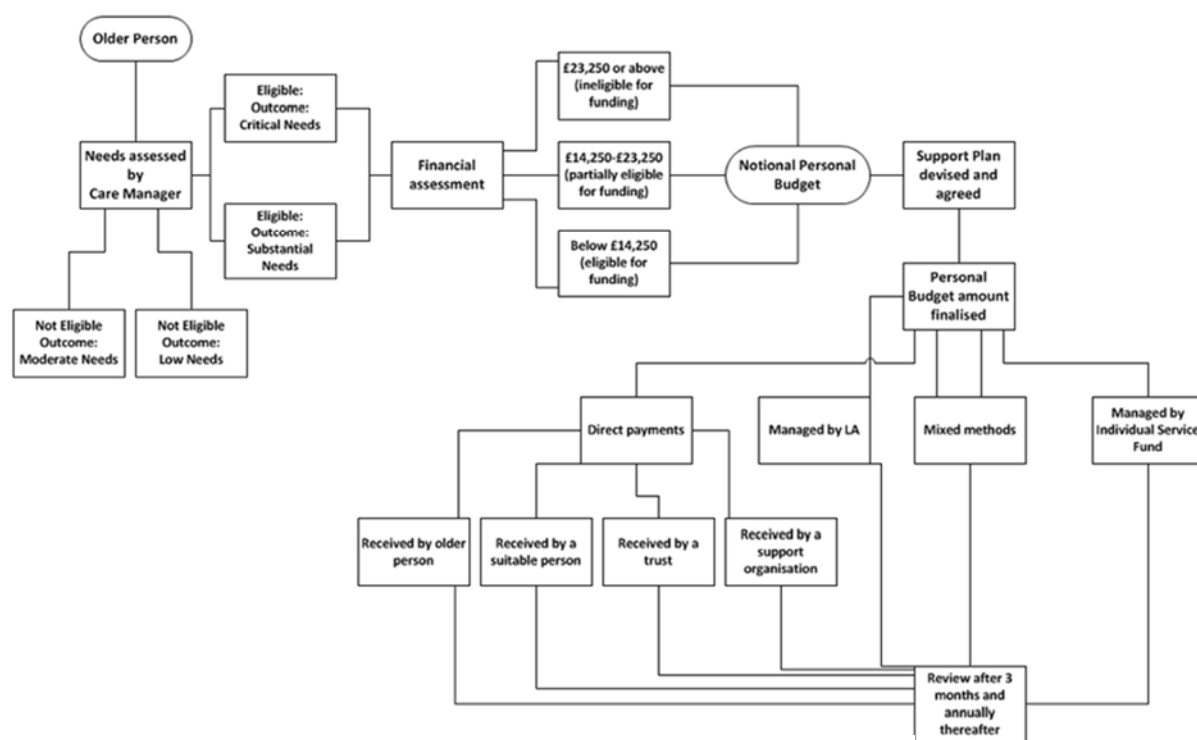 Older Person
Needs assessed
by
Care Manager
Not Eligible
Outcome:
Moderate Needs
Not Eligible
Outcome:
Low Needs
Eligible:
Outcome:
Critical Needs
Eligible:
Outcome:
Substantial
Needs
Financial
assessment
£23,250 or above
(ineligible for
funding)
£14,250-£23,250
(partially eligible
for funding)
Below £14,250
(eligible for
funding)
Notional Personal
Budget
Support Plan
devised and
agreed
Personal
Budget amount
finalised
Direct payments
Managed by LA
Mixed methods
Managed by
Individual Service
Fund
Received by older
person
Received by a
suitable person
Received by a
trust
Received by a
support
organisation
Review after 3
months and
annually
thereafter